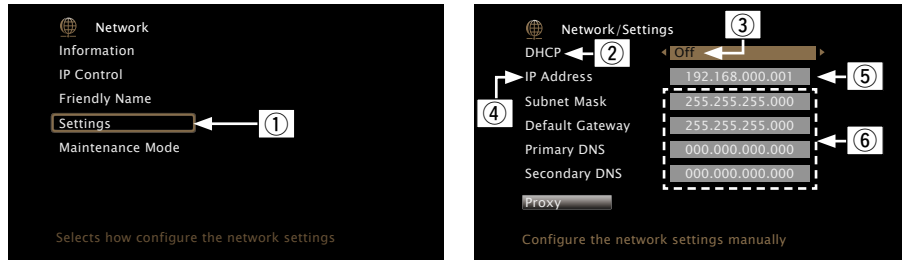 Network
Information
IP Control
Friendly Name
Settings
①
Maintenance Mode
Selects how configure the network settings
Network/Settings
③
DHCP
②
Off
④
IP Address
192.168.000.001
⑤
Subnet Mask
255.255.255.000
Default Gateway
255.255.255.000
⑥
Primary DNS
000.000.000.000
Secondary DNS
000.000.000.000
Proxy
Configure the network settings manually